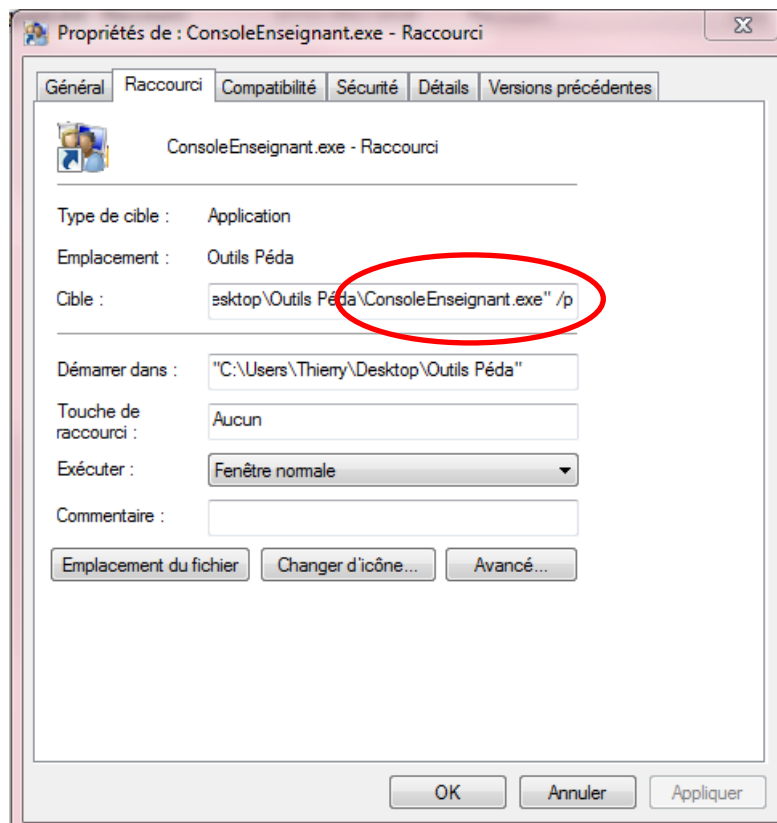 Propriétés de : ConsoleEnseignant.exe - Raccourci
Général Raccourci Compatibilité Sécurité Détails Versions précédentes
ConsoleEnseignant.exe - Raccourci
Type de cible : Application
Emplacement : Outils Péda
Cible : esktop\Outils Péda\ConsoleEnseignant.exe" /p
Démarrer dans : "C:\Users\Thierry\Desktop\Outils Péda"
Touche de
raccourci : Aucun
Exécuter : Fenêtre normale
Commentaire :
Emplacement du fichier Changer d'icône... Avancé...
OK Annuler Appliquer